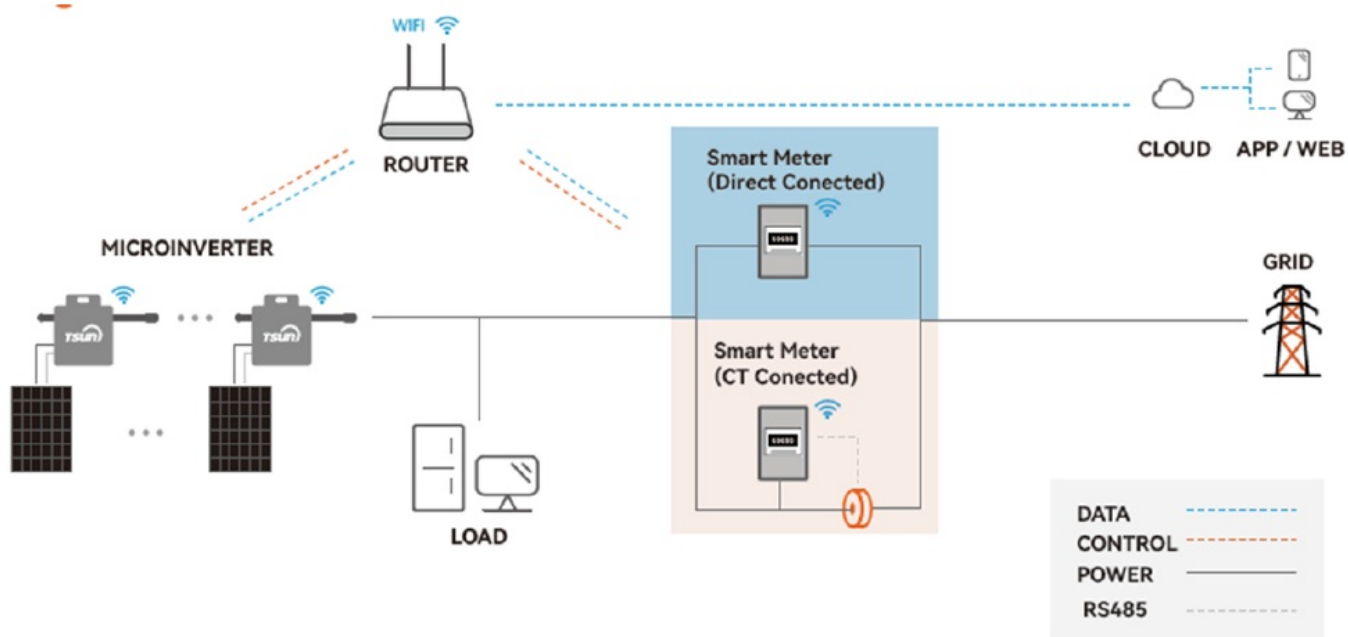 WIFI
ROUTER
CLOUD
APP / WEB
Smart Meter
(Direct Conected)
MICROINVERTER
TSUN
TSUN
GRID
Smart Meter
(CT Conected)
LOAD
DATA
CONTROL
POWER
RS485